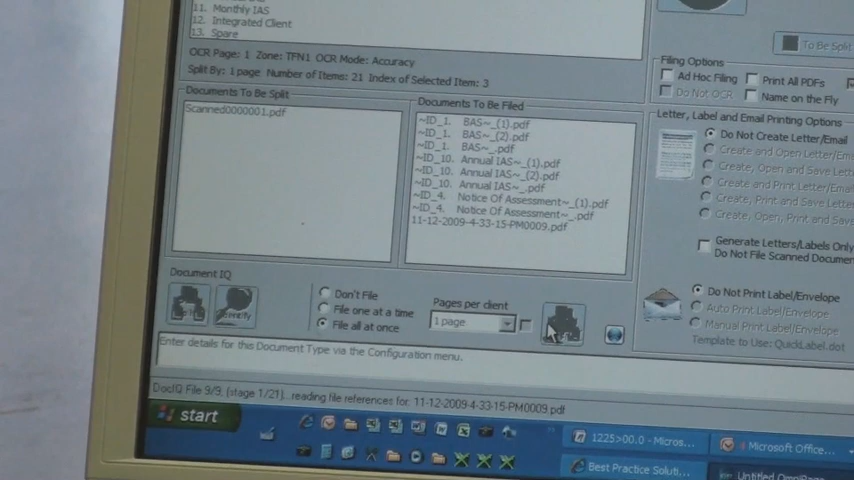 11. Monthly IAS
12. Integrated Client
13. Spare
OCR Page: 1 Zone: TFN1 OCR Mode: Accuracy
Split By: 1 page Number of Items: 21 Index of Selected Item: 3
Documents To Be Split
Scanned0000001.pdf
Documents To Be Filed
~ID_1. BAS~_(1).pdf
~ID_1. BAS~_(2).pdf
~ID_1. BAS~_.pdf
~ID_10. Annual IAS~_(1).pdf
~ID_10. Annual IAS~_(2).pdf
~ID_10. Annual IAS~_.pdf
~ID_4. Notice Of Assessment~_(1).pdf
~ID_4. Notice Of Assessment~_.pdf
11-12-2009-4-33-15-PM0009.pdf
To Be Split
Filing Options
Ad Hoc Filing
Print All PDFs
Do Not OCR
Name on the Fly
Letter, Label and Email Printing Options
Do Not Create Letter/Email
Create and Open Letter/Ema
Create, Open and Save Lett
Create and Print Letter/Email
Create, Print and Save Letter
Create, Open, Print and Save
Generate Letters/Labels Only
Do Not File Scanned Documen
Do Not Print Label/Envelope
Auto Print Label/Envelope
Manual Print Label/Envelope
Template to Use: QuickLabel.dot
Document IQ
Identify
Don't File
File one at a time
File all at once
Pages per client
1 page
Enter details for this Document Type via the Configuration menu.
DocIQ File 9/9, (stage 1/21)...reading file references for: 11-12-2009-4-33-15-PM0009.pdf
start
1225>00.0 - Micros...
4 Microsoft Office...
Best Practice Soluti...
Untitled OmniPage